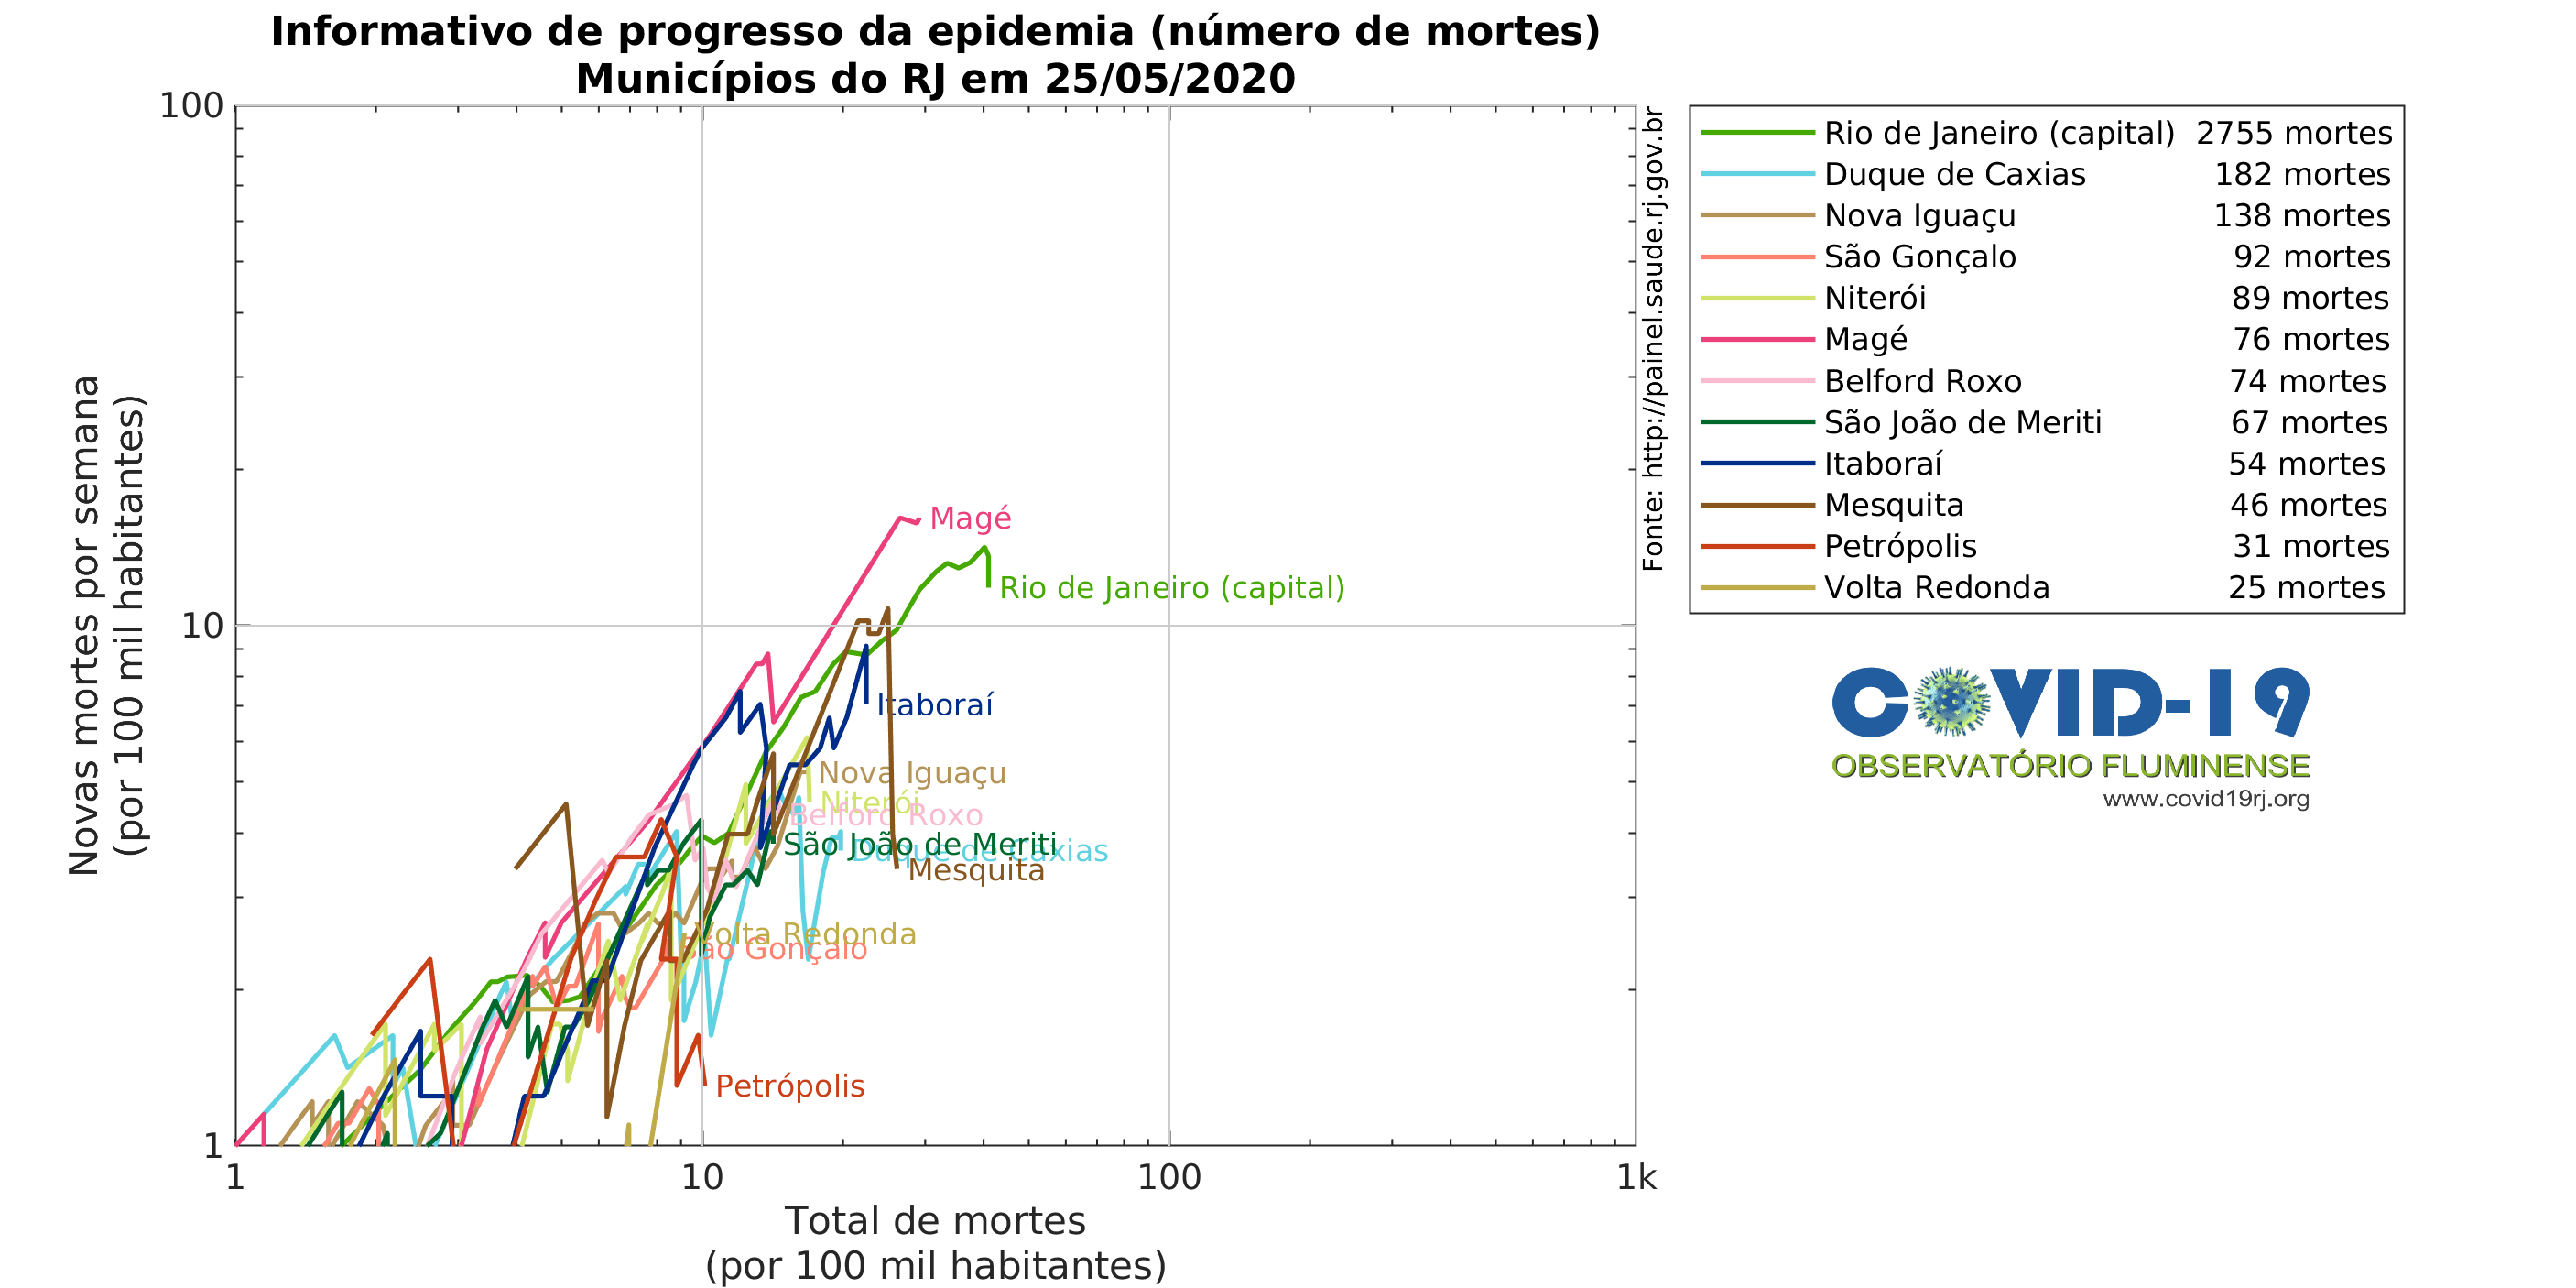 Informativo de progresso da epidemia (número de mortes)
Municípios do RJ em 25/05/2020
100
10
1
1
10
100
1k
Novas mortes por semana
(por 100 mil habitantes)
Total de mortes
(por 100 mil habitantes)
Fonte: http://painel.saude.rj.gov.br
Magé
Rio de Janeiro (capital)
Itaboraí
Nova Iguaçu
Niterói
Belford Roxo
São João de Meriti
Duque de Caxias
Mesquita
Volta Redonda
São Gonçalo
Petrópolis
Rio de Janeiro (capital) 2755 mortes
Duque de Caxias 182 mortes
Nova Iguaçu 138 mortes
São Gonçalo 92 mortes
Niterói 89 mortes
Magé 76 mortes
Belford Roxo 74 mortes
São João de Meriti 67 mortes
Itaboraí 54 mortes
Mesquita 46 mortes
Petrópolis 31 mortes
Volta Redonda 25 mortes
COVID-19
OBSERVATÓRIO FLUMINENSE
www.covid19rj.org